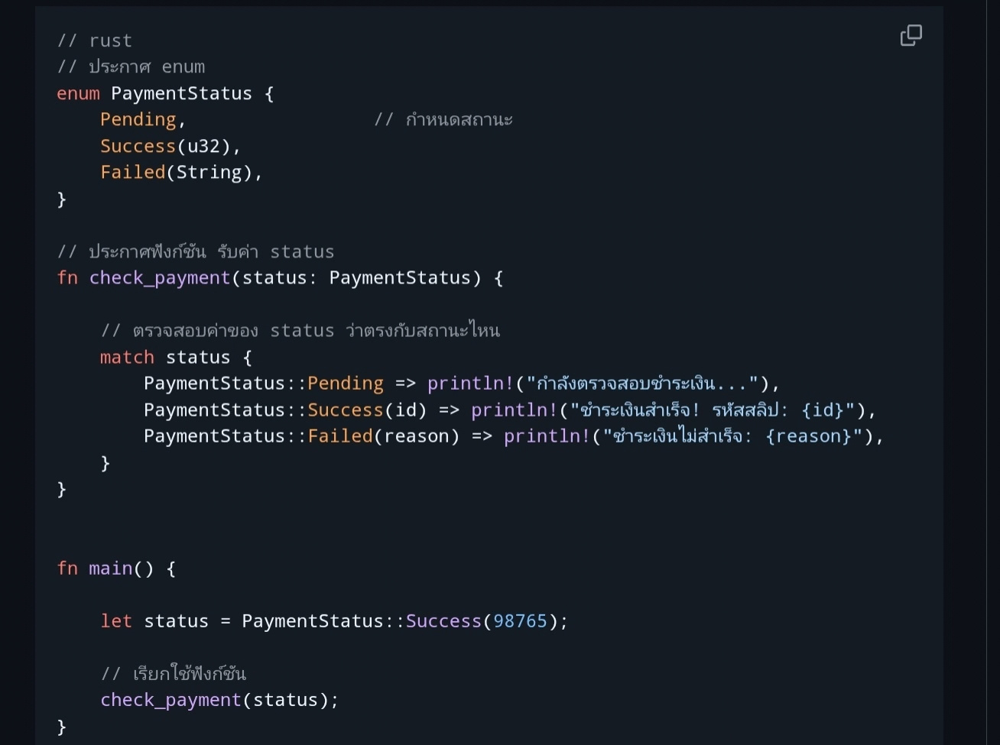 // rust
// ประกาศ enum
enum PaymentStatus {
    Pending,                 // กำหนดสถานะ
    Success(u32),
    Failed(String),
}

// ประกาศฟังก์ชัน รับค่า status
fn check_payment(status: PaymentStatus) {

    // ตรวจสอบค่าของ status ว่าตรงกับสถานะไหน
    match status {
        PaymentStatus::Pending => println!("กำลังตรวจสอบชำระเงิน..."),
        PaymentStatus::Success(id) => println!("ชำระเงินสำเร็จ! รหัสสลิป: {id}"),
        PaymentStatus::Failed(reason) => println!("ชำระเงินไม่สำเร็จ: {reason}"),
    }
}


fn main() {

    let status = PaymentStatus::Success(98765);

    // เรียกใช้ฟังก์ชัน
    check_payment(status);
}